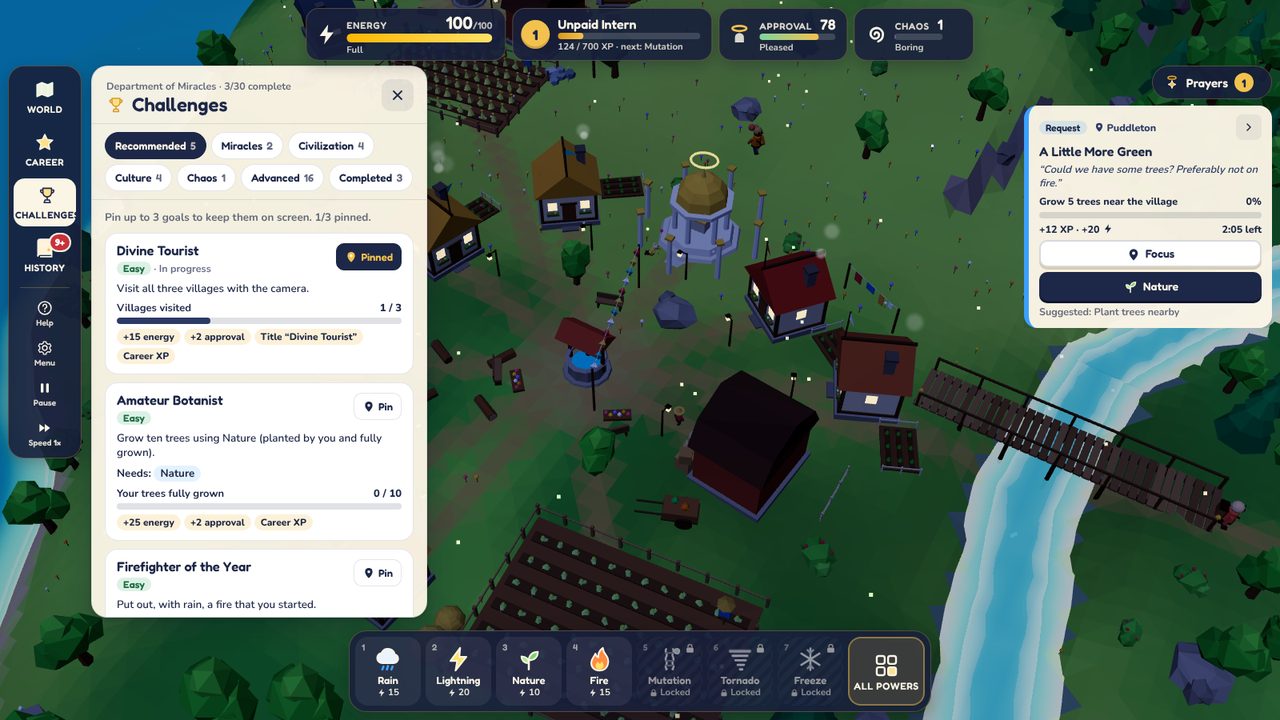 ENERGY 100/100
Full
1
Unpaid Intern
124 / 700 XP · next: Mutation
APPROVAL 78
Pleased
CHAOS 1
Boring
WORLD
CAREER
CHALLENGES
9+
HISTORY
Help
Menu
Pause
Speed 1x
Department of Miracles · 3/30 complete
Challenges
Recommended 5
Miracles 2
Civilization 4
Culture 4
Chaos 1
Advanced 16
Completed 3
Pin up to 3 goals to keep them on screen. 1/3 pinned.
Divine Tourist
Pinned
Easy · In progress
Visit all three villages with the camera.
Villages visited 1 / 3
+15 energy +2 approval Title “Divine Tourist”
Career XP
Amateur Botanist
Pin
Easy
Grow ten trees using Nature (planted by you and fully
grown).
Needs: Nature
Your trees fully grown 0 / 10
+25 energy +2 approval Career XP
Firefighter of the Year
Pin
Easy
Put out, with rain, a fire that you started.
Prayers 1
Request Puddleton
A Little More Green
“Could we have some trees? Preferably not on
fire.”
Grow 5 trees near the village 0%
+12 XP · +20 2:05 left
Focus
Nature
Suggested: Plant trees nearby
1
Rain
15
2
Lightning
20
3
Nature
10
4
Fire
15
5
Mutation
Locked
6
Tornado
Locked
7
Freeze
Locked
ALL POWERS